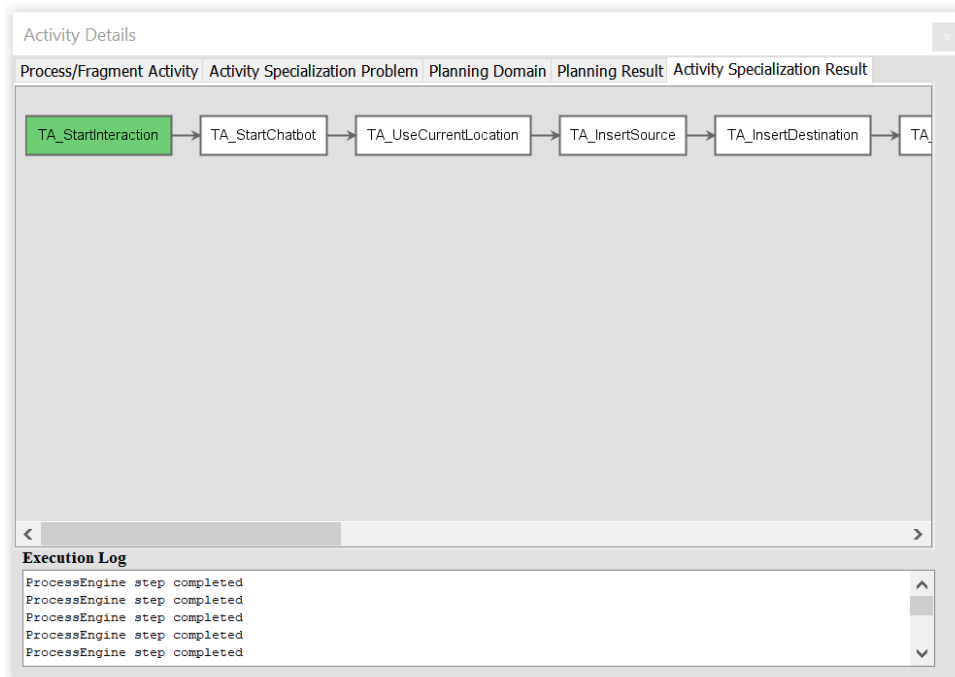 Activity Details
x
Process/Fragment Activity Activity Specialization Problem Planning Domain Planning Result Activity Specialization Result
TA_StartInteraction TA_StartChatbot TA_UseCurrentLocation TA_InsertSource TA_InsertDestination TA_
Execution Log
ProcessEngine step completed
ProcessEngine step completed
ProcessEngine step completed
ProcessEngine step completed
ProcessEngine step completed